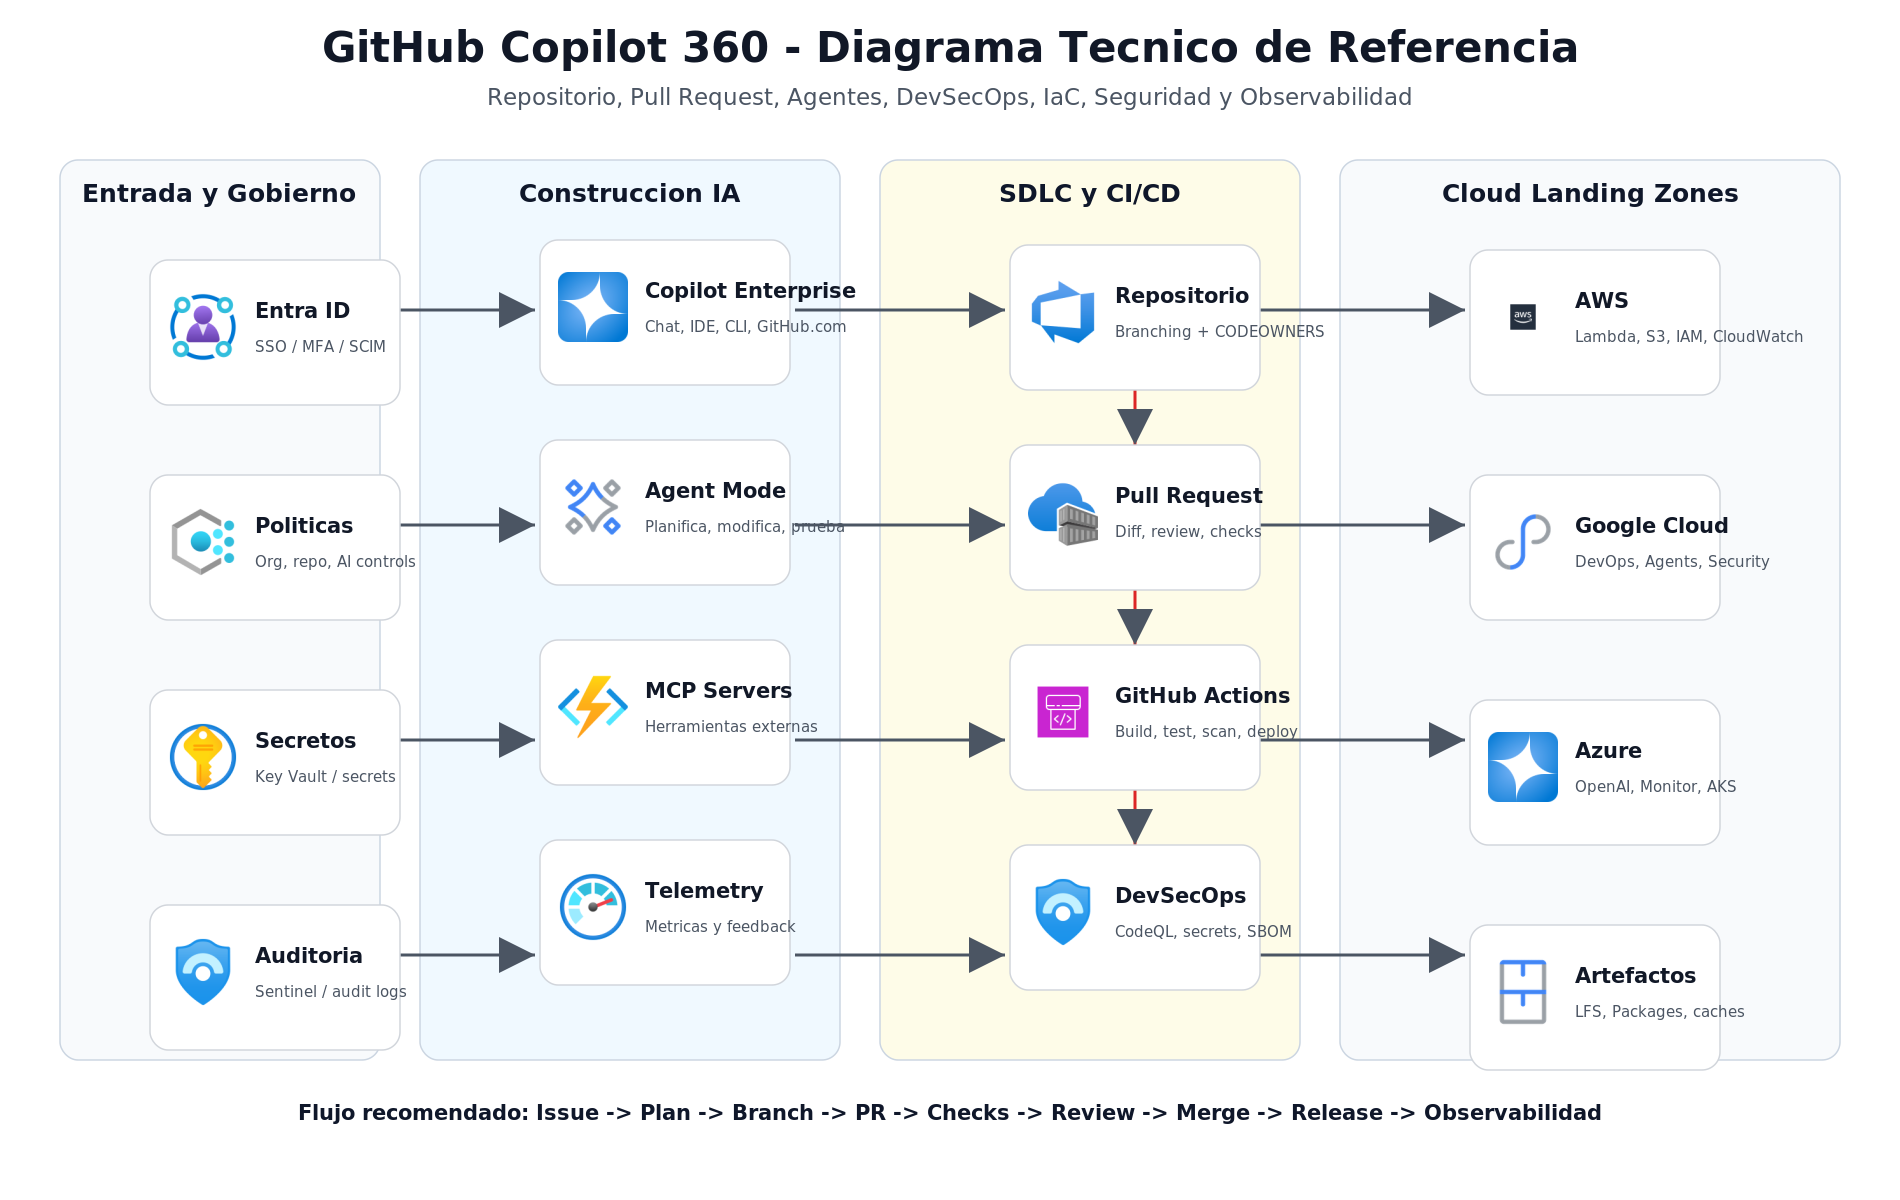 GitHub Copilot 360 - Diagrama Tecnico de Referencia
Repositorio, Pull Request, Agentes, DevSecOps, IaC, Seguridad y Observabilidad
Entrada y Gobierno
Entra ID
SSO / MFA / SCIM
Politicas
Org, repo, AI controls
Secretos
Key Vault / secrets
Auditoria
Sentinel / audit logs
Construccion IA
Copilot Enterprise
Chat, IDE, CLI, GitHub.com
Agent Mode
Planifica, modifica, prueba
MCP Servers
Herramientas externas
Telemetry
Metricas y feedback
SDLC y CI/CD
Repositorio
Branching + CODEOWNERS
Pull Request
Diff, review, checks
GitHub Actions
Build, test, scan, deploy
DevSecOps
CodeQL, secrets, SBOM
Cloud Landing Zones
aws
AWS
Lambda, S3, IAM, CloudWatch
Google Cloud
DevOps, Agents, Security
Azure
OpenAI, Monitor, AKS
Artefactos
LFS, Packages, caches
Flujo recomendado: Issue -> Plan -> Branch -> PR -> Checks -> Review -> Merge -> Release -> Observabilidad